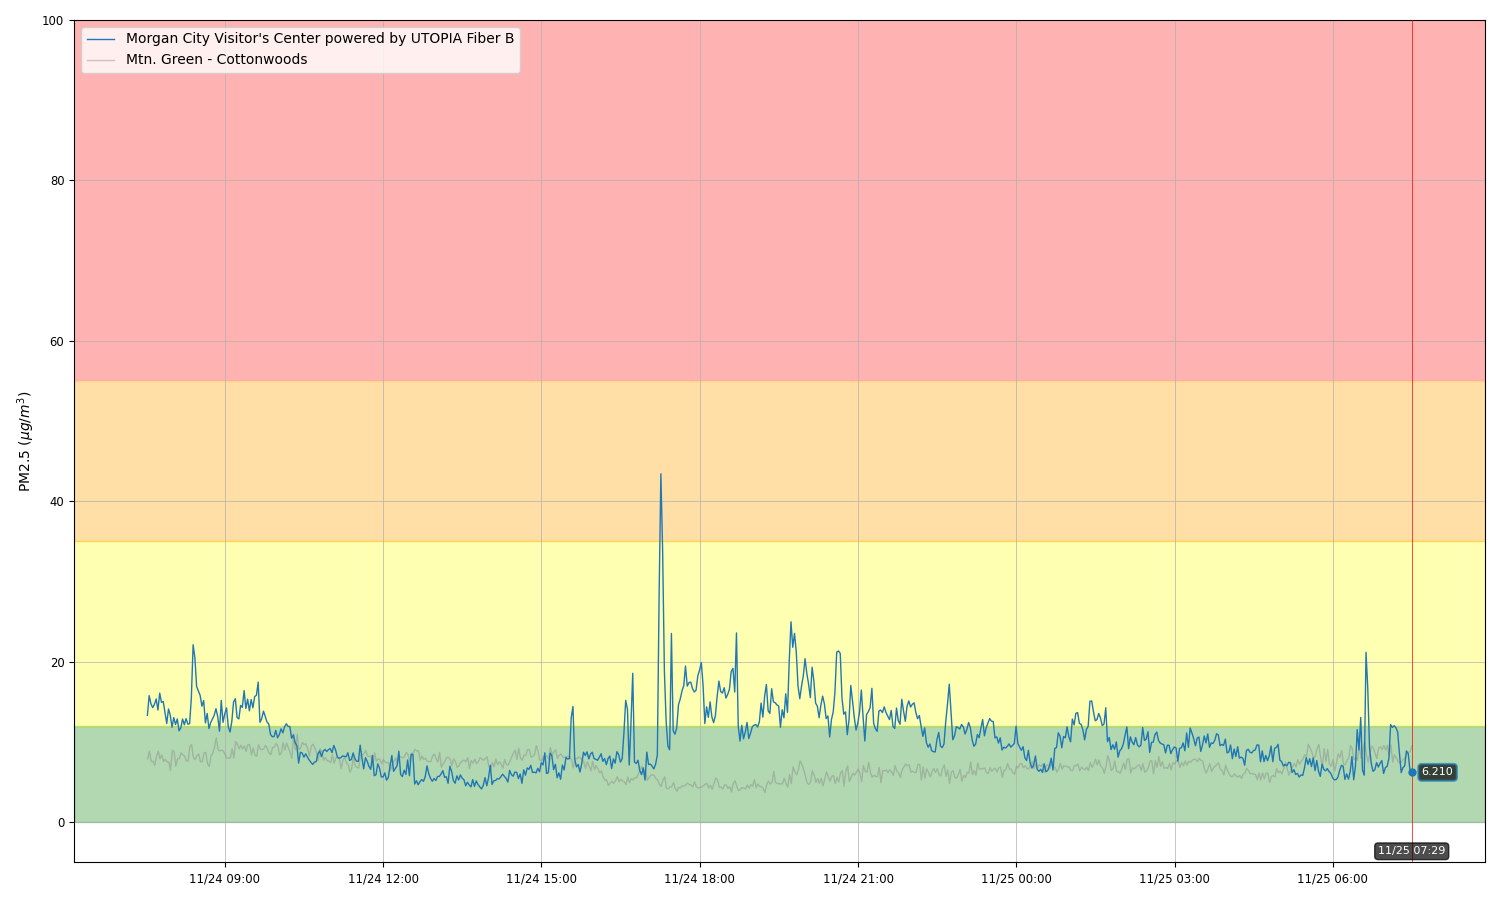 100
Morgan City Visitor's Center powered by UTOPIA Fiber B
Mtn. Green - Cottonwoods
80
60
40
20
0
PM2.5 (μg/m³)
6.210
11/25 07:29
11/24 09:00 11/24 12:00 11/24 15:00 11/24 18:00 11/24 21:00 11/25 00:00 11/25 03:00 11/25 06:00